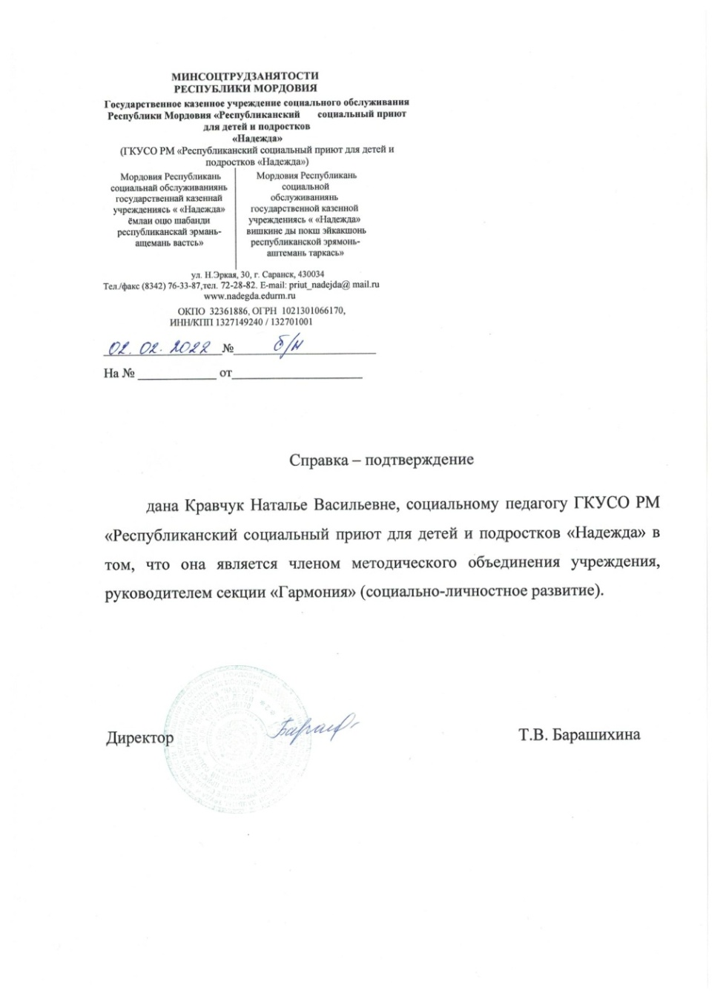 МИНСОЦТРУДЗАНЯТОСТИ
РЕСПУБЛИКИ МОРДОВИЯ
Государственное казенное учреждение социального обслуживания
Республики Мордовия «Республиканский социальный приют
для детей и подростков
«Надежда»
(ГКУСО РМ «Республиканский социальный приют для детей и
подростков «Надежда»)
Мордовия Республикань
социальнай обслуживаниянь
государственнай казеннай
учреждениясь « «Надежда»
ёмлаи оцю шабанди
республиканскай эрмань-
ащемань вастсь»
Мордовия Республикань
социальной
обслуживаниянь
государственной казенной
учреждениясь « «Надежда»
вишкине ды покш эйкакшонь
республиканской эрямонь-
аштемань таркась»
ул. Н.Эркая, 30, г. Саранск, 430034
Тел./факс (8342) 76-33-87,тел. 72-28-82. E-mail: priut_nadejda@ mail.ru
www.nadegda.edurm.ru
ОКПО 32361886, ОГРН 1021301066170,
ИНН/КПП 1327149240 / 132701001
02.02.2022 № б/н
На № ____________ от____________________
Справка – подтверждение
дана Кравчук Наталье Васильевне, социальному педагогу ГКУСО РМ
«Республиканский социальный приют для детей и подростков «Надежда» в
том, что она является членом методического объединения учреждения,
руководителем секции «Гармония» (социально-личностное развитие).
Директор
Т.В. Барашихина